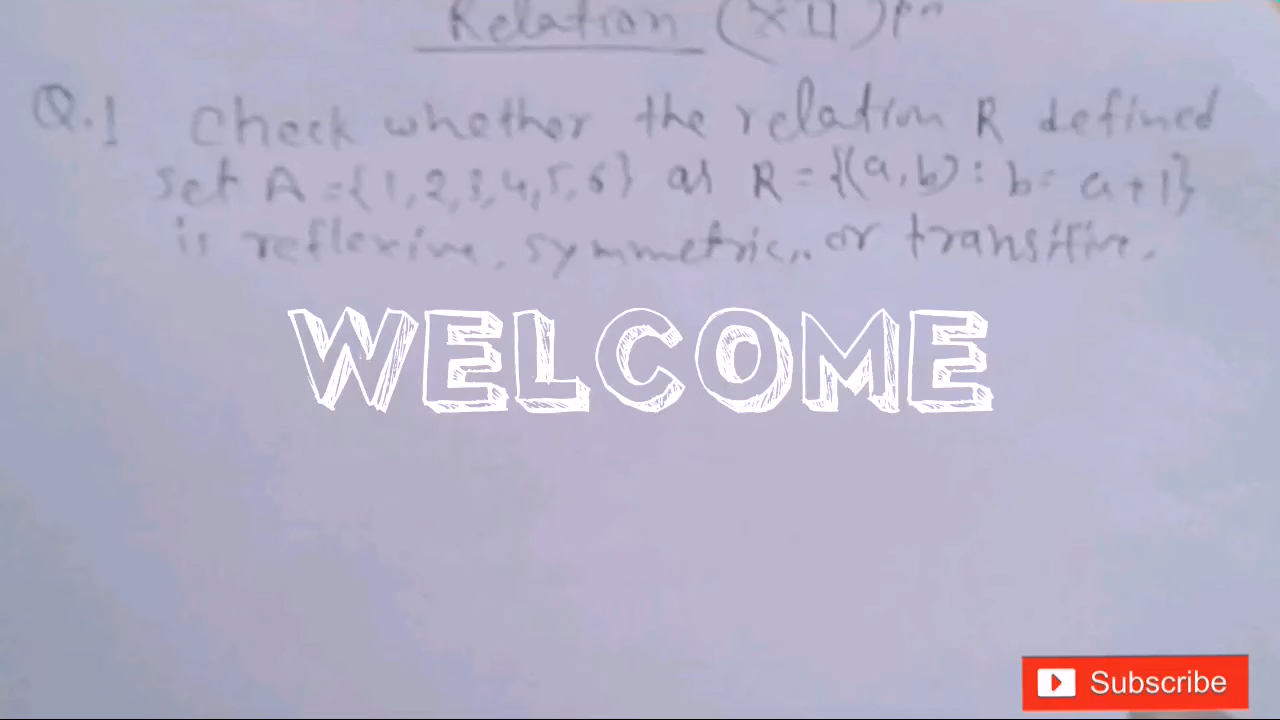 Relation (XII)
Q.1 Check whether the relation R defined
set A = {1, 2, 3, 4, 5, 6} as R = {(a, b) : b = a + 1}
is reflexive, symmetric, or transitive.
WELCOME
Subscribe